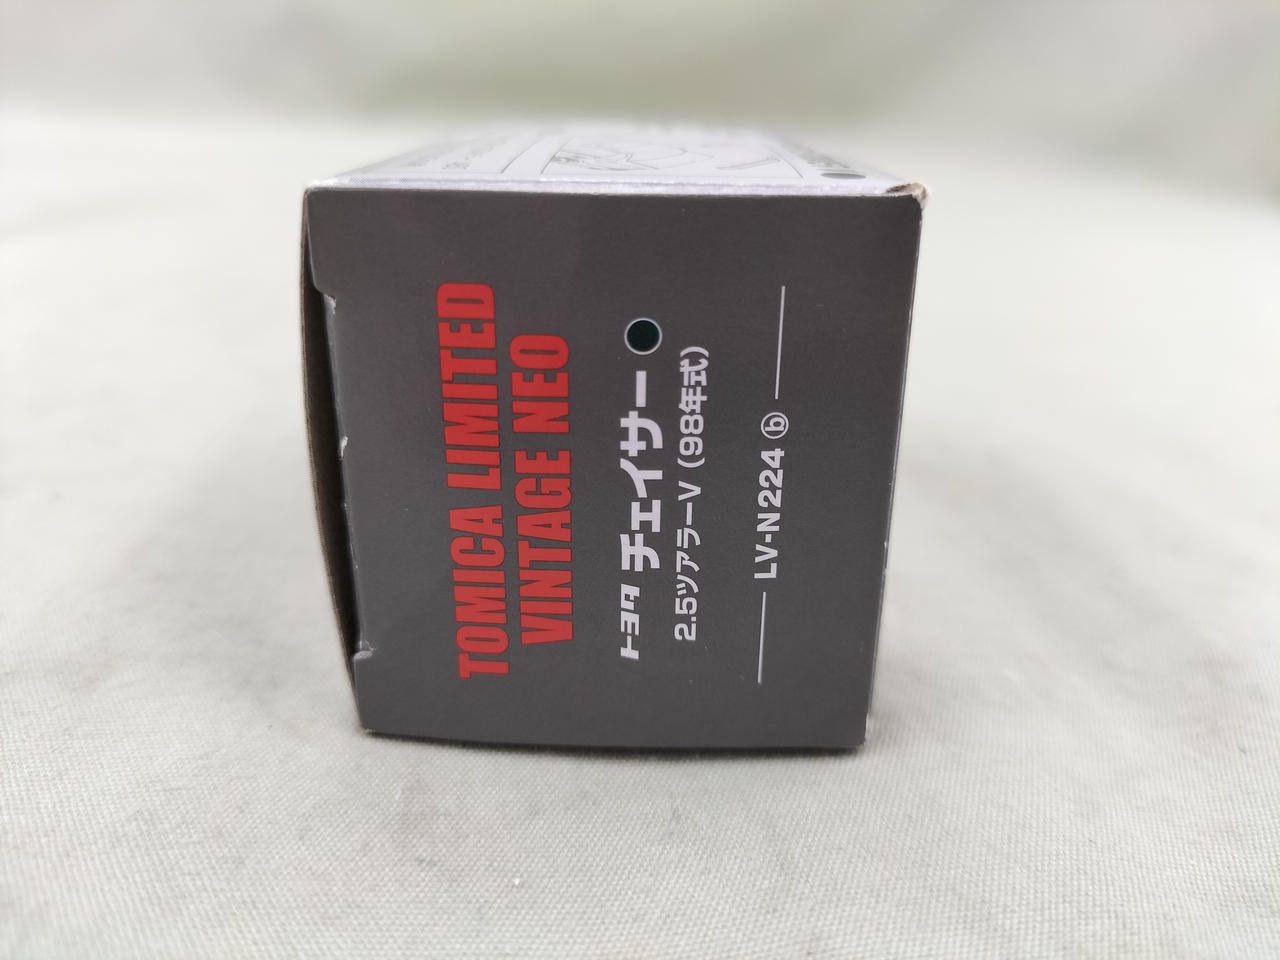 TOMICA LIMITED
VINTAGE NEO
トヨタ チェイサー
2.5ツアラーV (98年式)
LV-N224 ⓑ